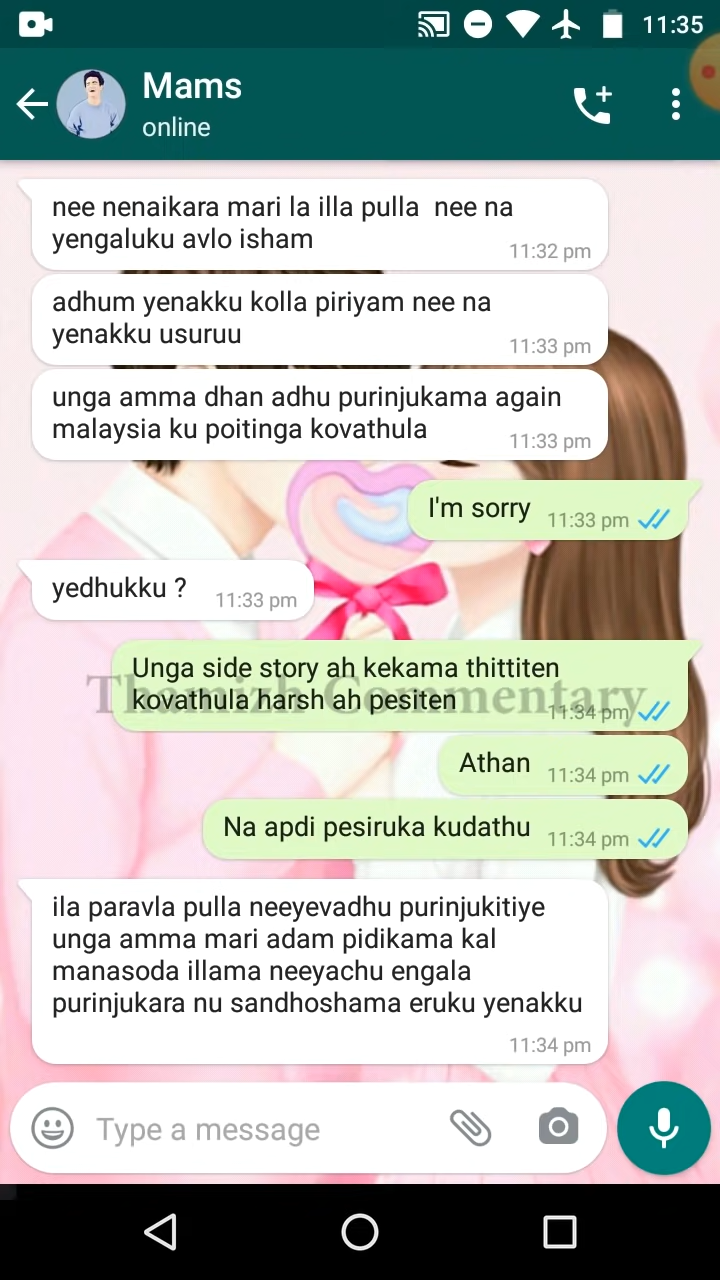 11:35
Mams
online
nee nenaikara mari la illa pulla  nee na
yengaluku avlo isham
11:32 pm
adhum yenakku kolla piriyam nee na
yenakku usuruu
11:33 pm
unga amma dhan adhu purinjukama again
malaysia ku poitinga kovathula
11:33 pm
I'm sorry
11:33 pm
yedhukku ?
11:33 pm
Unga side story ah kekama thittiten
kovathula harsh ah pesiten
11:34 pm
Thamizh Commentary
Athan
11:34 pm
Na apdi pesiruka kudathu
11:34 pm
ila paravla pulla neeyevadhu purinjukitiye
unga amma mari adam pidikama kal
manasoda illama neeyachu engala
purinjukara nu sandhoshama eruku yenakku
11:34 pm
Type a message